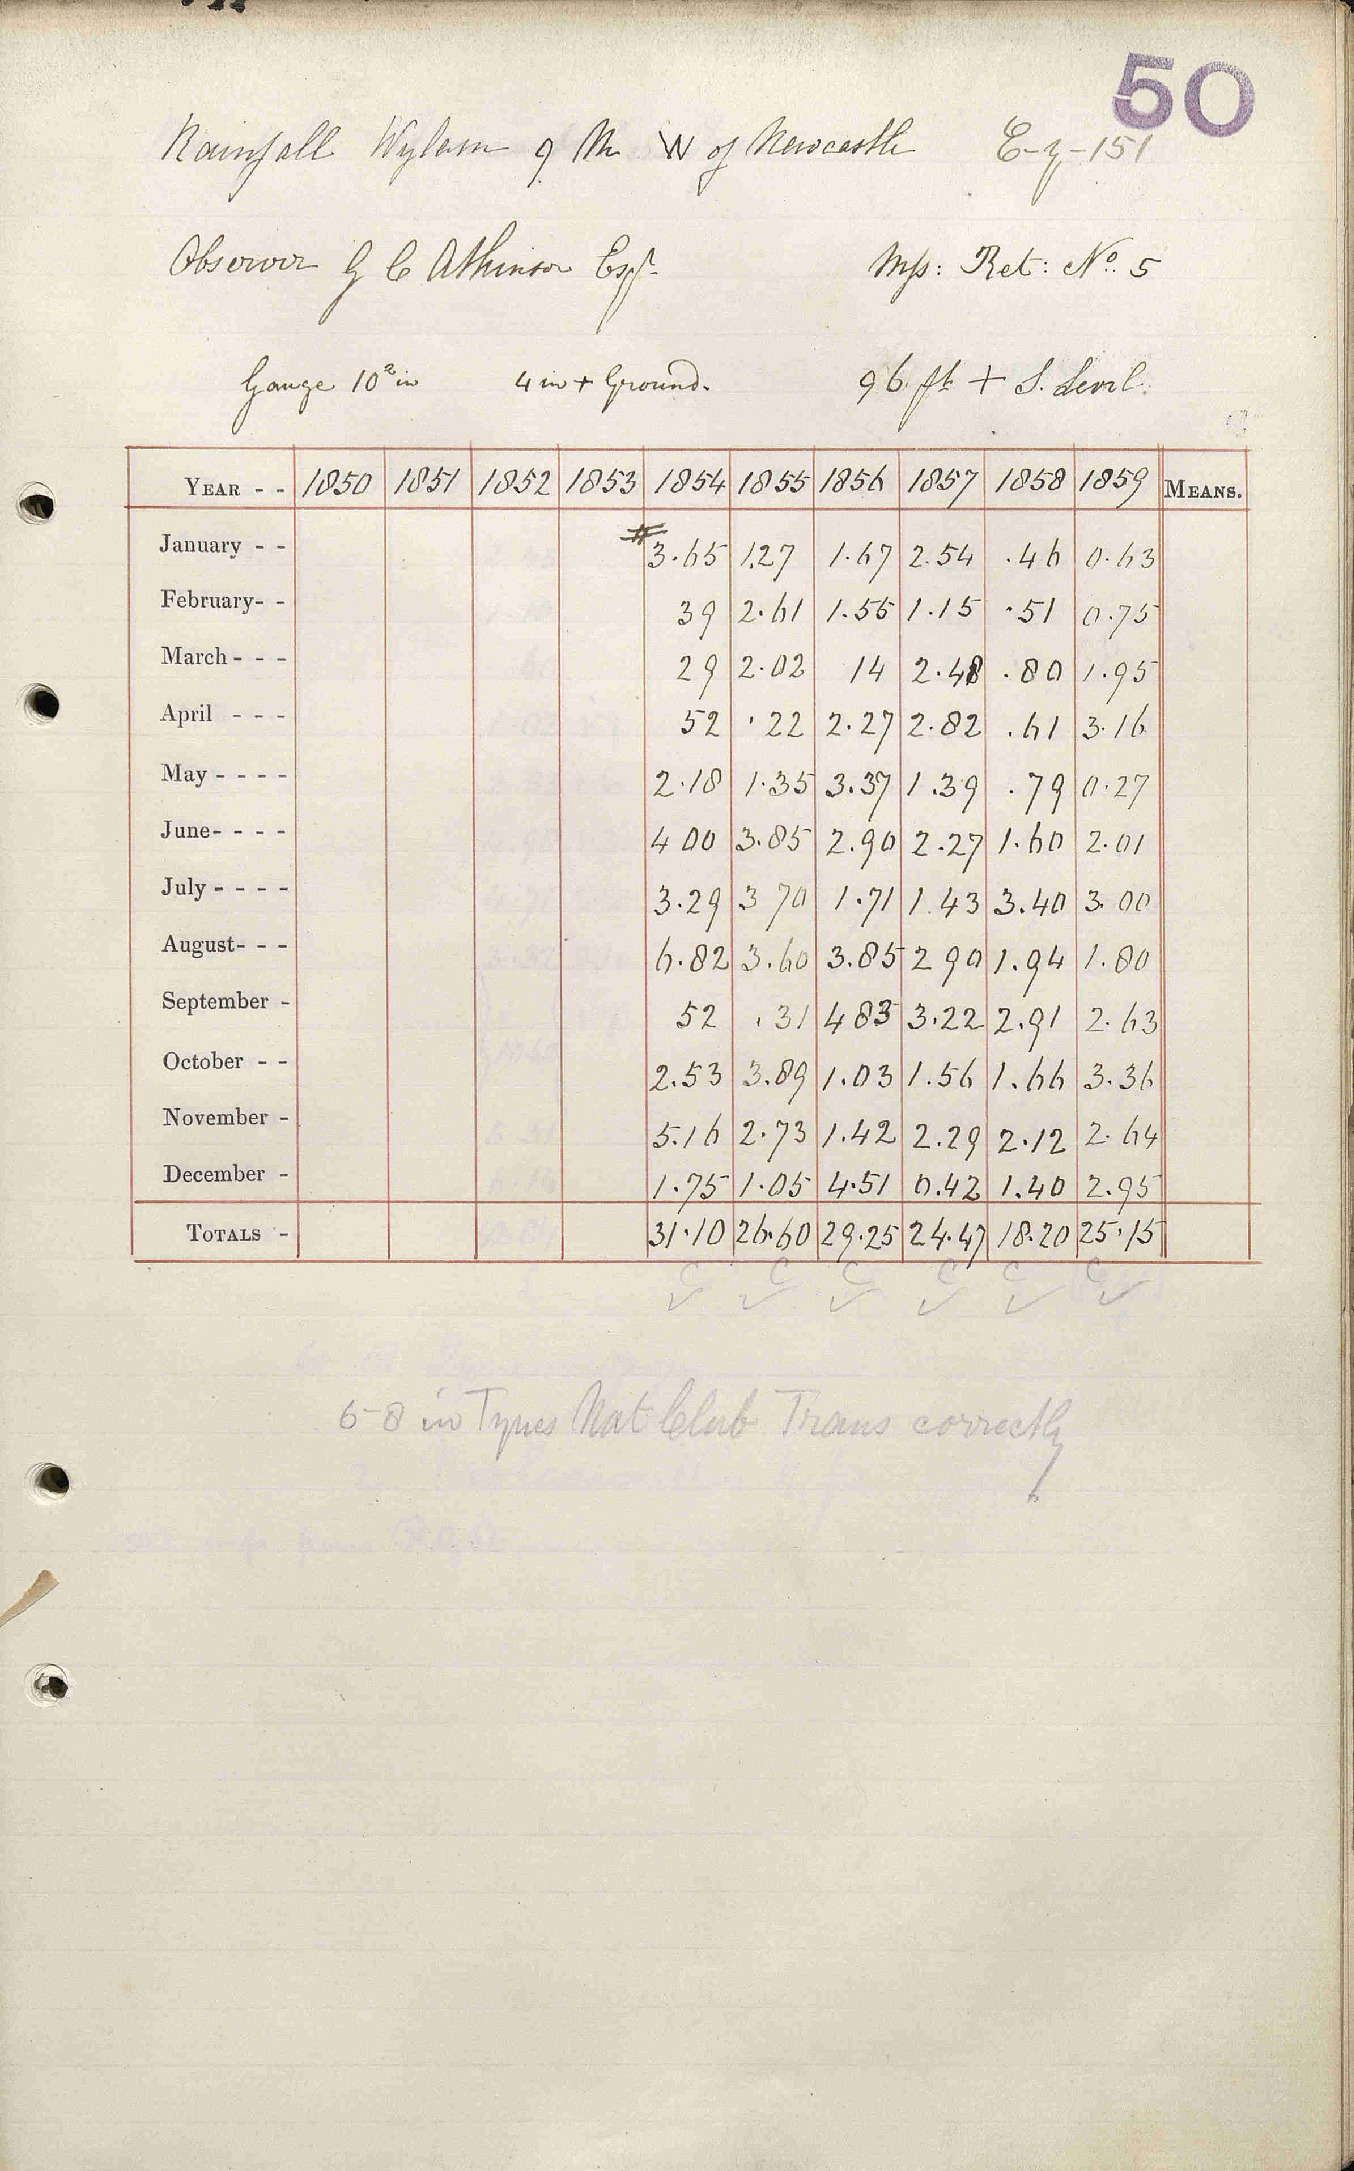 50
Rainfall Wylam 9 M W of Newcastle E-y-151
Observer G C Atkinson Esqr. Mss: Ret: No. 5
Gauge 10 in 4 in + Ground. 96 ft + S. Level.
YEAR - - 1850 1851 1852 1853 1854 1855 1856 1857 1858 1859 MEANS.
January - - # 3.65 1.27 1.67 2.54 .46 0.63
February- - 39 2.61 1.55 1.15 .51 0.75
March - - - 29 2.02 14 2.48 .80 1.95
April - - - 52 .22 2.27 2.82 .61 3.16
May - - - - 2.18 1.35 3.37 1.39 .79 0.27
June- - - - 4 00 3.85 2.90 2.27 1.60 2.01
July - - - - 3.29 3 70 1.71 1.43 3.40 3.00
August- - - 6.82 3.60 3.85 2 90 1.94 1.80
September - 52 .31 4 83 3.22 2.91 2.63
October - - 2.53 3.89 1.03 1.56 1.66 3.36
November - 5.16 2.73 1.42 2.29 2.12 2.64
December - 1.75 1.05 4.51 0.42 1.40 2.95
TOTALS - 31.10 26.60 29.25 24.47 18.20 25.15
C C C C C C
✓ ✓ ✓ ✓ ✓ ✓
6-8 in Tynes Nat Club Trans correctly